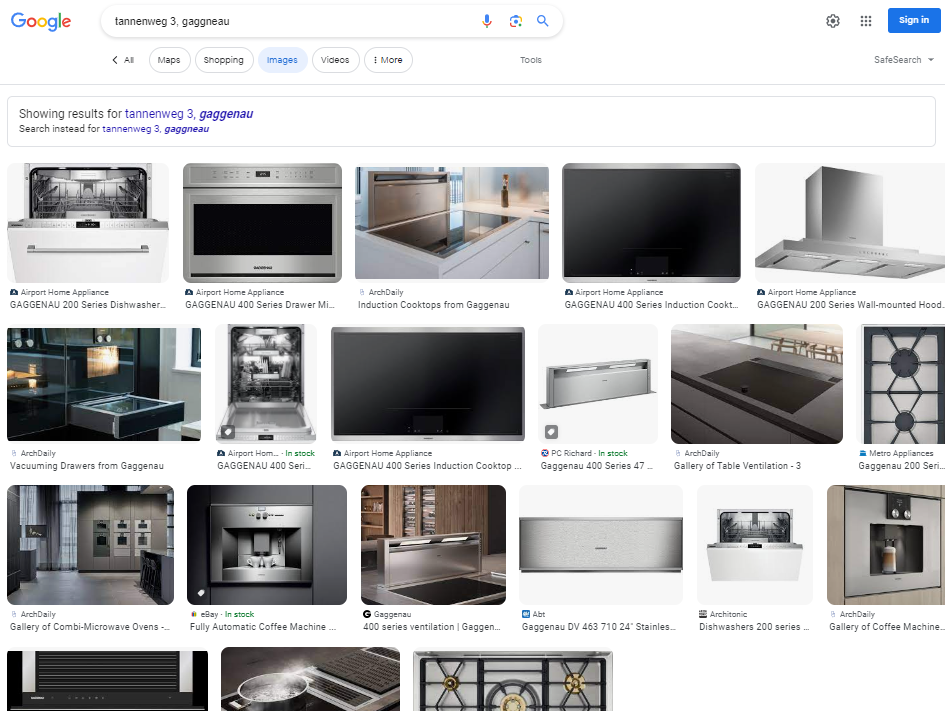 Google
tannenweg 3, gaggneau
Sign in
All
Maps
Shopping
Images
Videos
More
Tools
SafeSearch
Showing results for tannenweg 3, gaggenau
Search instead for tannenweg 3, gaggneau
Airport Home Appliance
GAGGENAU 200 Series Dishwasher...
GAGGENAU
Airport Home Appliance
GAGGENAU 400 Series Drawer Mi...
ArchDaily
Induction Cooktops from Gaggenau
Airport Home Appliance
GAGGENAU 400 Series Induction Cookt...
Airport Home Appliance
GAGGENAU 200 Series Wall-mounted Hood...
ArchDaily
Vacuuming Drawers from Gaggenau
Airport Hom... · In stock
GAGGENAU 400 Seri...
Airport Home Appliance
GAGGENAU 400 Series Induction Cooktop ...
PC Richard · In stock
Gaggenau 400 Series 47 ...
ArchDaily
Gallery of Table Ventilation - 3
Metro Appliances
Gaggenau 200 Seri...
ArchDaily
Gallery of Combi-Microwave Ovens -...
eBay · In stock
Fully Automatic Coffee Machine ...
Gaggenau
400 series ventilation | Gaggen...
Abt
Gaggenau DV 463 710 24" Stainles...
Architonic
Dishwashers 200 series ...
ArchDaily
Gallery of Coffee Machine...